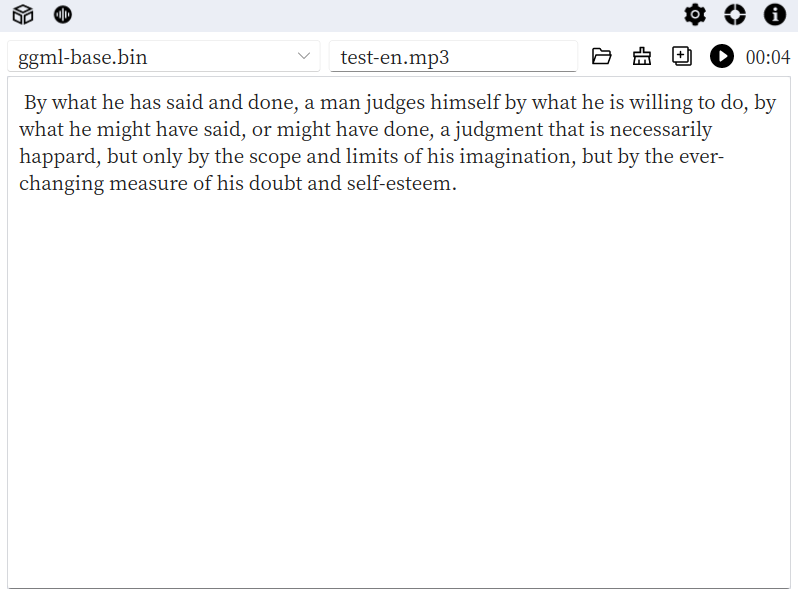 ggml-base.bin
test-en.mp3
00:04
By what he has said and done, a man judges himself by what he is willing to do, by
what he might have said, or might have done, a judgment that is necessarily
happard, but only by the scope and limits of his imagination, but by the ever-
changing measure of his doubt and self-esteem.